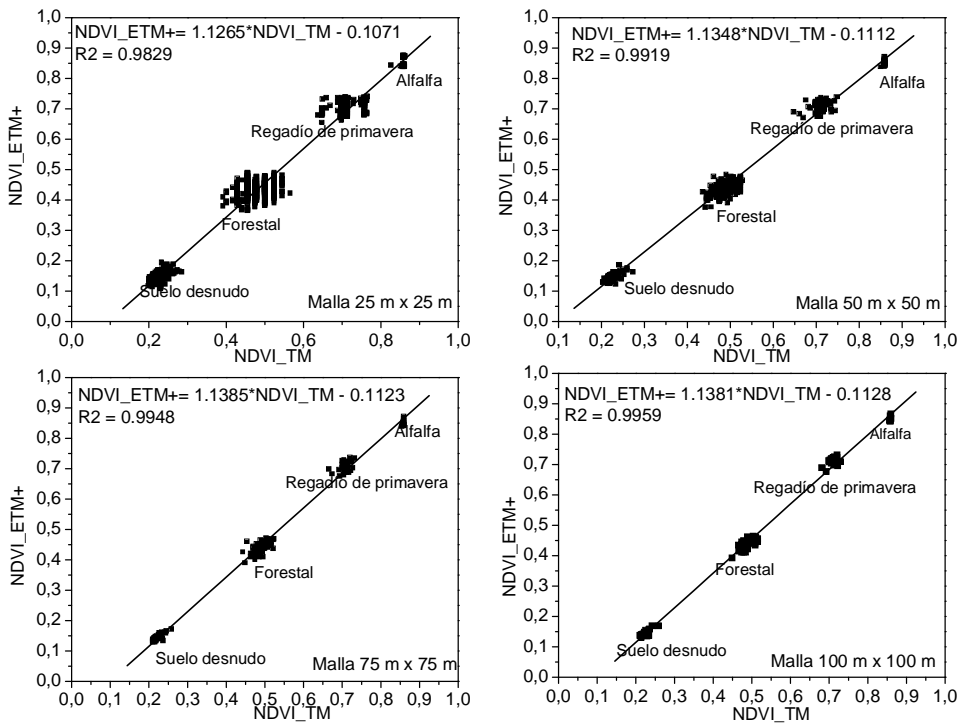 NDVI_ETM+= 1.1265*NDVI_TM - 0.1071
R2 = 0.9829
Alfalfa
Regadío de primavera
Forestal
Suelo desnudo
Malla 25 m x 25 m
NDVI_ETM+
1,0
0,9
0,8
0,7
0,6
0,5
0,4
0,3
0,2
0,1
0,0
0,0 0,2 0,4 0,6 0,8 1,0
NDVI_TM
NDVI_ETM+= 1.1348*NDVI_TM - 0.1112
R2 = 0.9919
Alfalfa
Regadío de primavera
Forestal
Suelo desnudo
Malla 50 m x 50 m
NDVI_ETM+
1,0
0,9
0,8
0,7
0,6
0,5
0,4
0,3
0,2
0,1
0,0
0,0 0,1 0,2 0,3 0,4 0,5 0,6 0,7 0,8 0,9 1,0
NDVI_TM
NDVI_ETM+= 1.1385*NDVI_TM - 0.1123
R2 = 0.9948
Alfalfa
Regadío de primavera
Forestal
Suelo desnudo
Malla 75 m x 75 m
NDVI_ETM+
1,0
0,9
0,8
0,7
0,6
0,5
0,4
0,3
0,2
0,1
0,0
0,0 0,1 0,2 0,3 0,4 0,5 0,6 0,7 0,8 0,9 1,0
NDVI_TM
NDVI_ETM+= 1.1381*NDVI_TM - 0.1128
R2 = 0.9959
Alfalfa
Regadío de primavera
Forestal
Suelo desnudo
Malla 100 m x 100 m
NDVI_ETM+
1,0
0,9
0,8
0,7
0,6
0,5
0,4
0,3
0,2
0,1
0,0
0,0 0,1 0,2 0,3 0,4 0,5 0,6 0,7 0,8 0,9 1,0
NDVI_TM